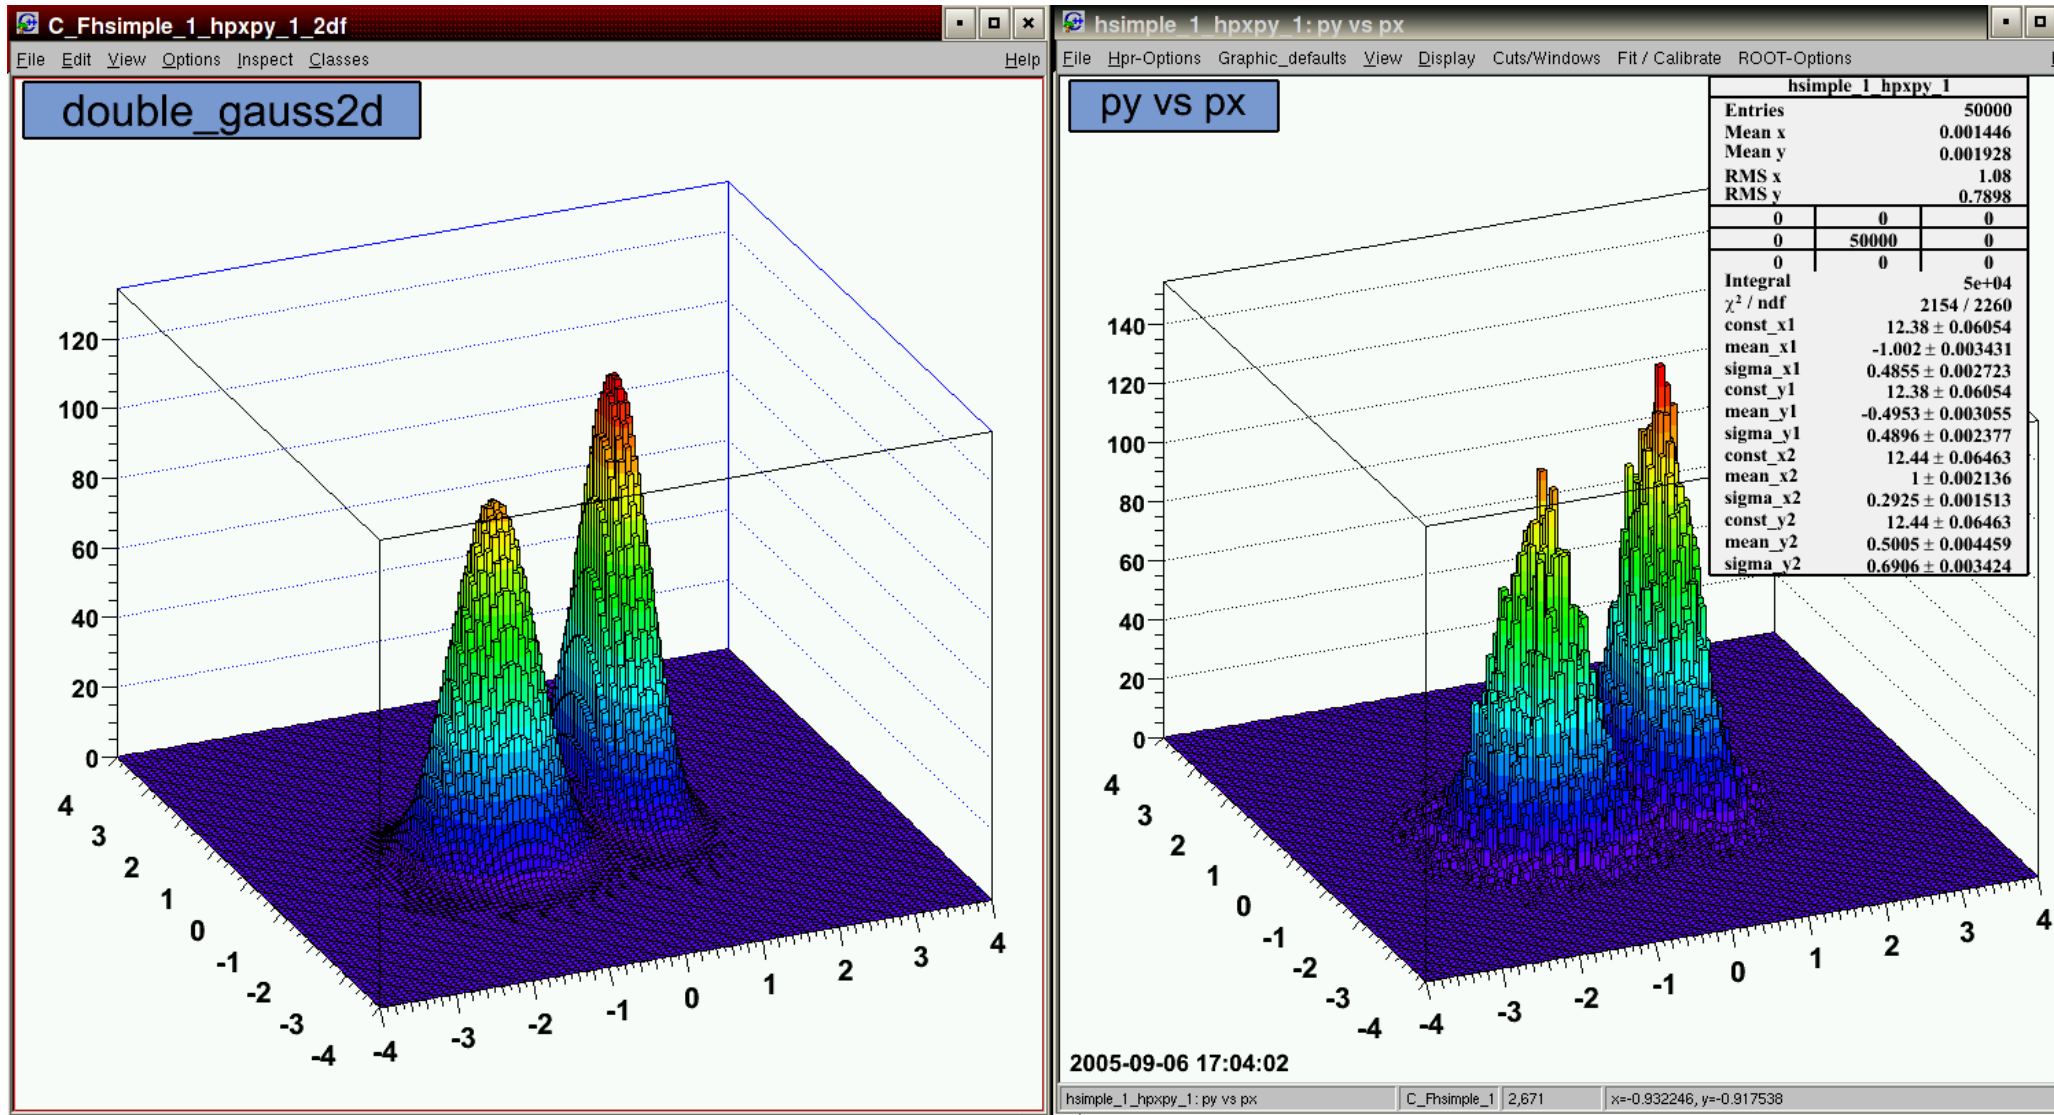 C_Fhsimple_1_hpxpy_1_2df
File Edit View Options Inspect Classes Help
double_gauss2d
120
100
80
60
40
20
0
4
3
2
1
0
-1
-2
-3
-4
-4
-3
-2
-1
0
1
2
3
4
hsimple_1_hpxpy_1: py vs px
File Hpr-Options Graphic_defaults View Display Cuts/Windows Fit / Calibrate ROOT-Options
py vs px
hsimple_1_hpxpy_1
Entries 50000
Mean x 0.001446
Mean y 0.001928
RMS x 1.08
RMS y 0.7898
0 0 0
0 50000 0
0 0 0
Integral 5e+04
χ² / ndf 2154 / 2260
const_x1 12.38 ± 0.06054
mean_x1 -1.002 ± 0.003431
sigma_x1 0.4855 ± 0.002723
const_y1 12.38 ± 0.06054
mean_y1 -0.4953 ± 0.003055
sigma_y1 0.4896 ± 0.002377
const_x2 12.44 ± 0.06463
mean_x2 1 ± 0.002136
sigma_x2 0.2925 ± 0.001513
const_y2 12.44 ± 0.06463
mean_y2 0.5005 ± 0.004459
sigma_y2 0.6906 ± 0.003424
140
120
100
80
60
40
20
0
4
3
2
1
0
-1
-2
-3
-4
-4
-3
-2
-1
0
1
2
3
4
2005-09-06 17:04:02
hsimple_1_hpxpy_1: py vs px C_Fhsimple_1 2,671 x=-0.932246, y=-0.917538